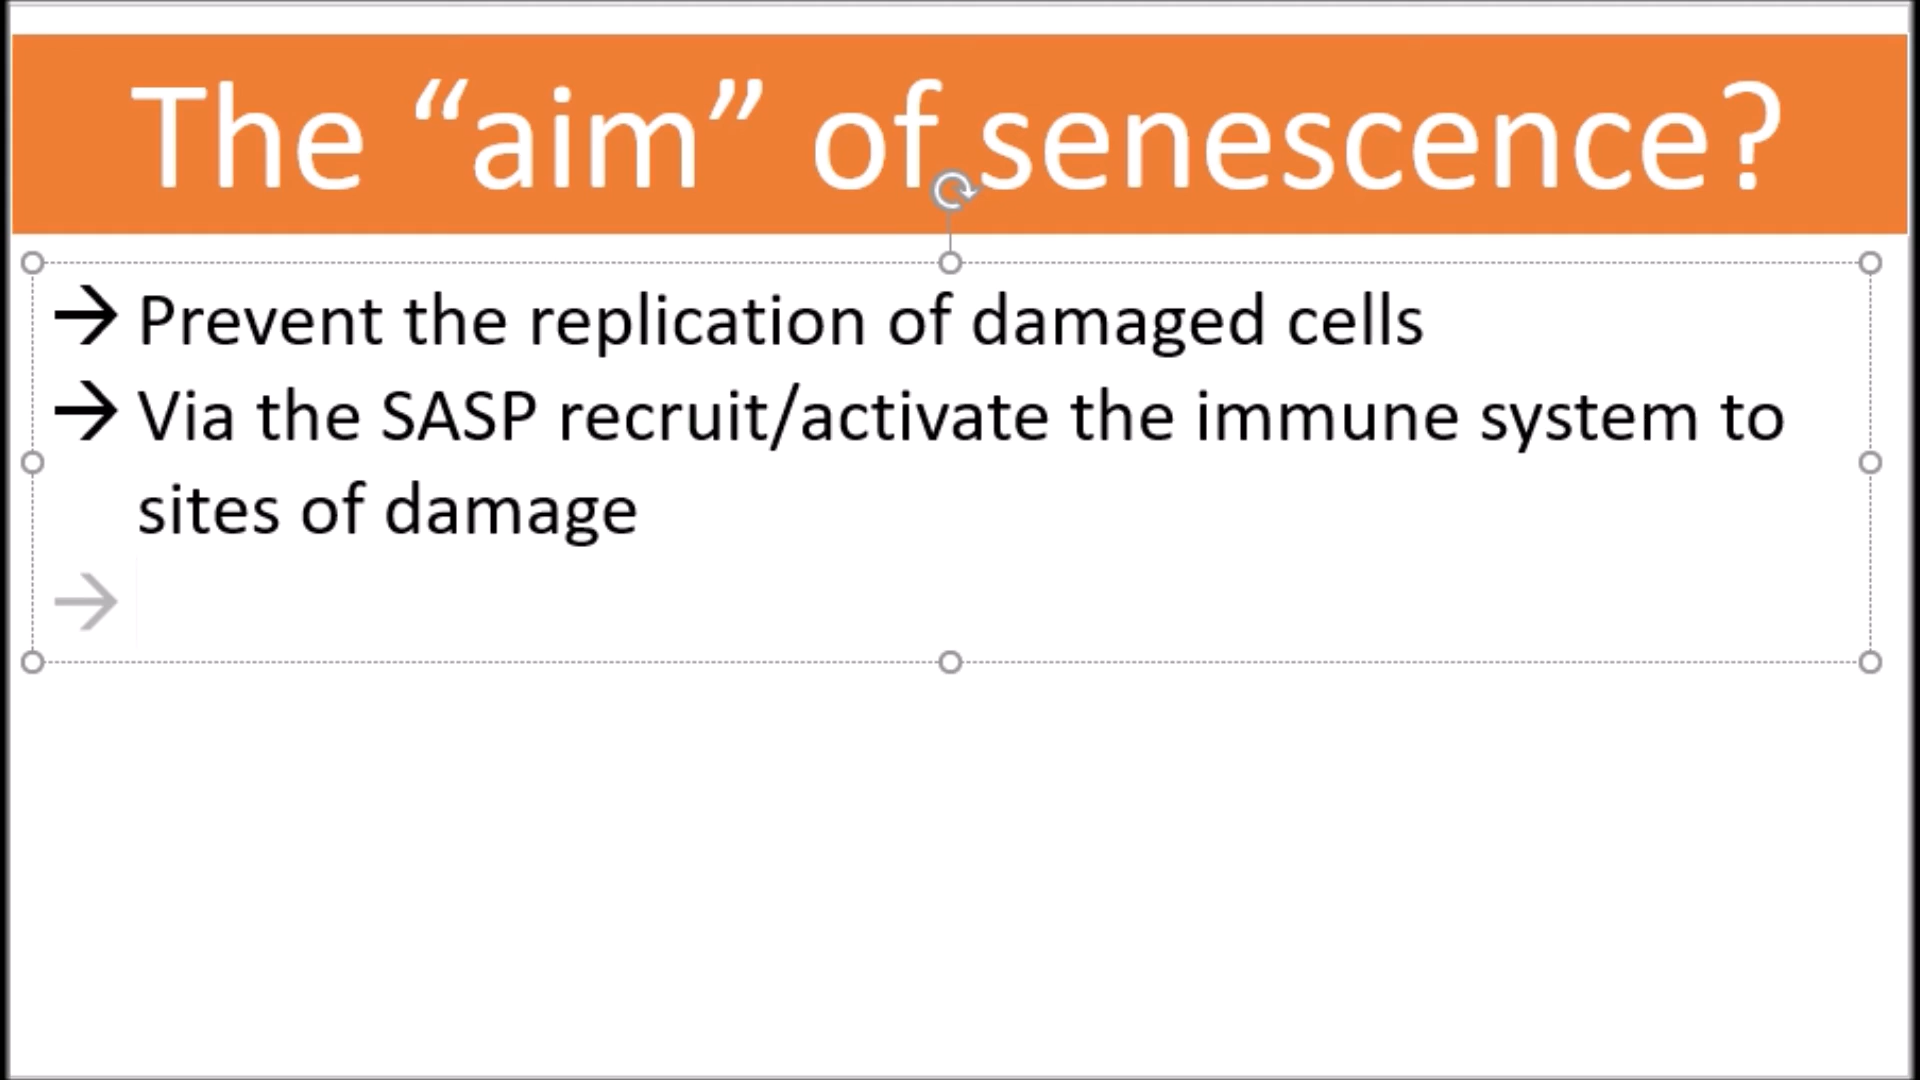 The “aim” of senescence?
→ Prevent the replication of damaged cells
→ Via the SASP recruit/activate the immune system to
sites of damage
→